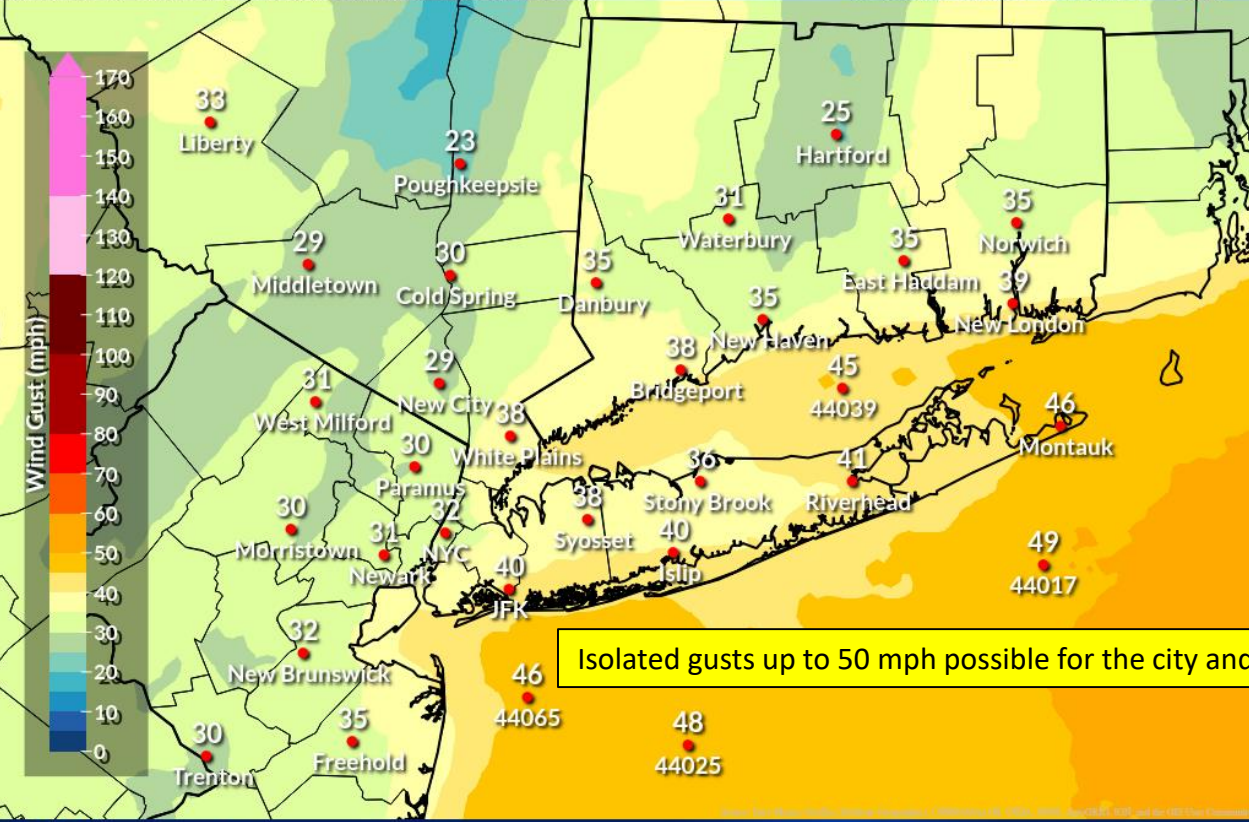 Wind Gust (mph)
170
160
150
140
130
120
110
100
90
80
70
60
50
40
30
20
10
0
33
Liberty
23
Poughkeepsie
25
Hartford
31
Waterbury
35
Norwich
29
Middletown
30
Cold Spring
35
Danbury
35
East Haddam
39
New London
35
New Haven
38
Bridgeport
45
44039
46
Montauk
31
West Milford
29
New City
38
White Plains
30
Paramus
36
Stony Brook
41
Riverhead
30
Morristown
31
Newark
32
NYC
38
Syosset
40
Islip
40
JFK
49
44017
32
New Brunswick
Isolated gusts up to 50 mph possible for the city and
46
44065
30
Trenton
35
Freehold
48
44025